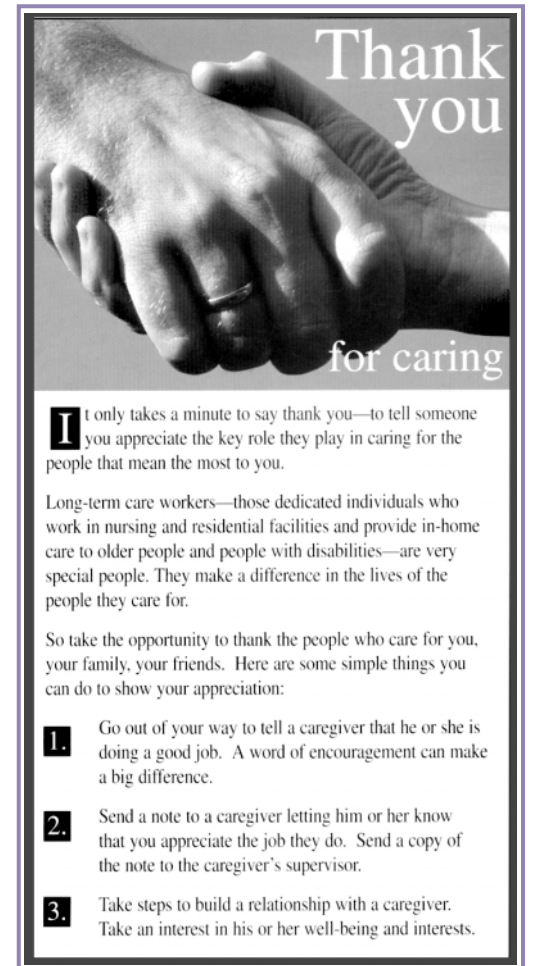 Thank
you
for caring
It only takes a minute to say thank you—to tell someone
you appreciate the key role they play in caring for the
people that mean the most to you.
Long-term care workers—those dedicated individuals who
work in nursing and residential facilities and provide in-home
care to older people and people with disabilities—are very
special people. They make a difference in the lives of the
people they care for.
So take the opportunity to thank the people who care for you,
your family, your friends.  Here are some simple things you
can do to show your appreciation:
1. Go out of your way to tell a caregiver that he or she is
doing a good job.  A word of encouragement can make
a big difference.
2. Send a note to a caregiver letting him or her know
that you appreciate the job they do.  Send a copy of
the note to the caregiver's supervisor.
3. Take steps to build a relationship with a caregiver.
Take an interest in his or her well-being and interests.